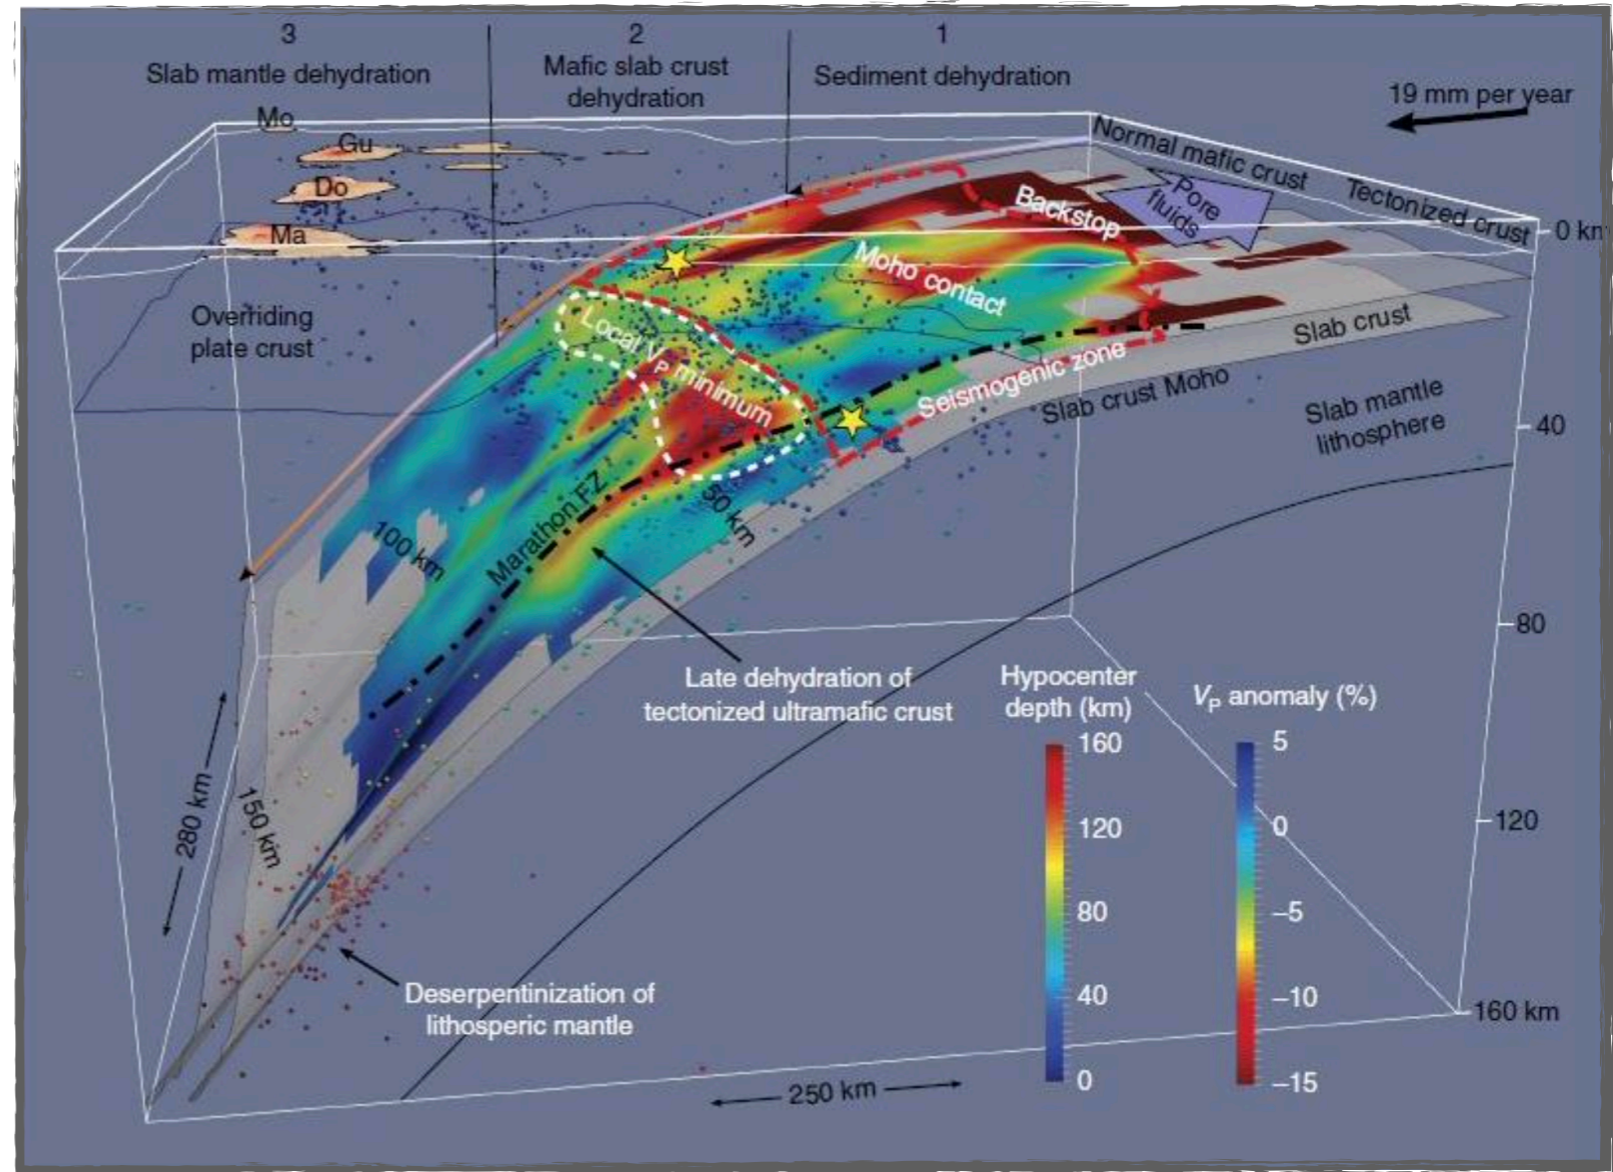 3
2
1
Slab mantle dehydration
Mafic slab crust
dehydration
Sediment dehydration
19 mm per year
Mo
Gu
Do
Ma
Normal mafic crust
Tectonized crust
Pore
fluids
Backstop
Moho contact
0 km
Overriding
plate crust
Local VP minimum
Seismogenic zone
Slab crust
Slab crust Moho
Slab mantle
lithosphere
40
50 km
100 km
Marathon FZ
80
Late dehydration of
tectonized ultramafic crust
Hypocenter
depth (km)
160
120
80
40
0
VP anomaly (%)
5
0
–5
–10
–15
120
280 km
150 km
Deserpentinization of
lithosperic mantle
160 km
250 km